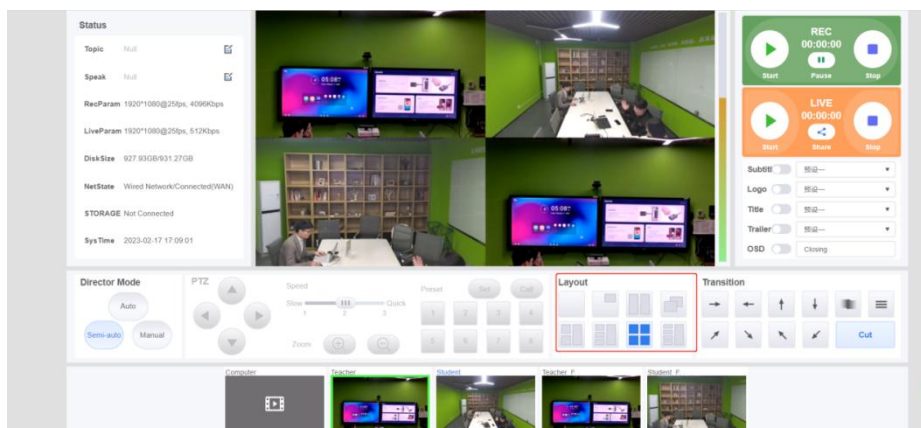 Status
Topic Null
Speak Null
RecParam 1920*1080@25fps, 4096Kbps
LiveParam 1920*1080@25fps, 512Kbps
DiskSize 927.93GB/931.27GB
NetState Wired Network/Connected(WAN)
STORAGE Not Connected
SysTime 2023-02-17 17:09:01
05:08
05:08
REC
00:00:00
Start Pause Stop
LIVE
00:00:00
Start Share Stop
Subtitl 预设---
Logo 预设---
Title 预设---
Trailer 预设---
OSD Closing
Director Mode
Auto
Semi-auto Manual
PTZ
Speed
Slow Quick
1 2 3
Zoom
Preset Set Call
1 2 3 4
5 6 7 8
Layout
Transition
Cut
Computer Teacher Student Teacher_F Student_F